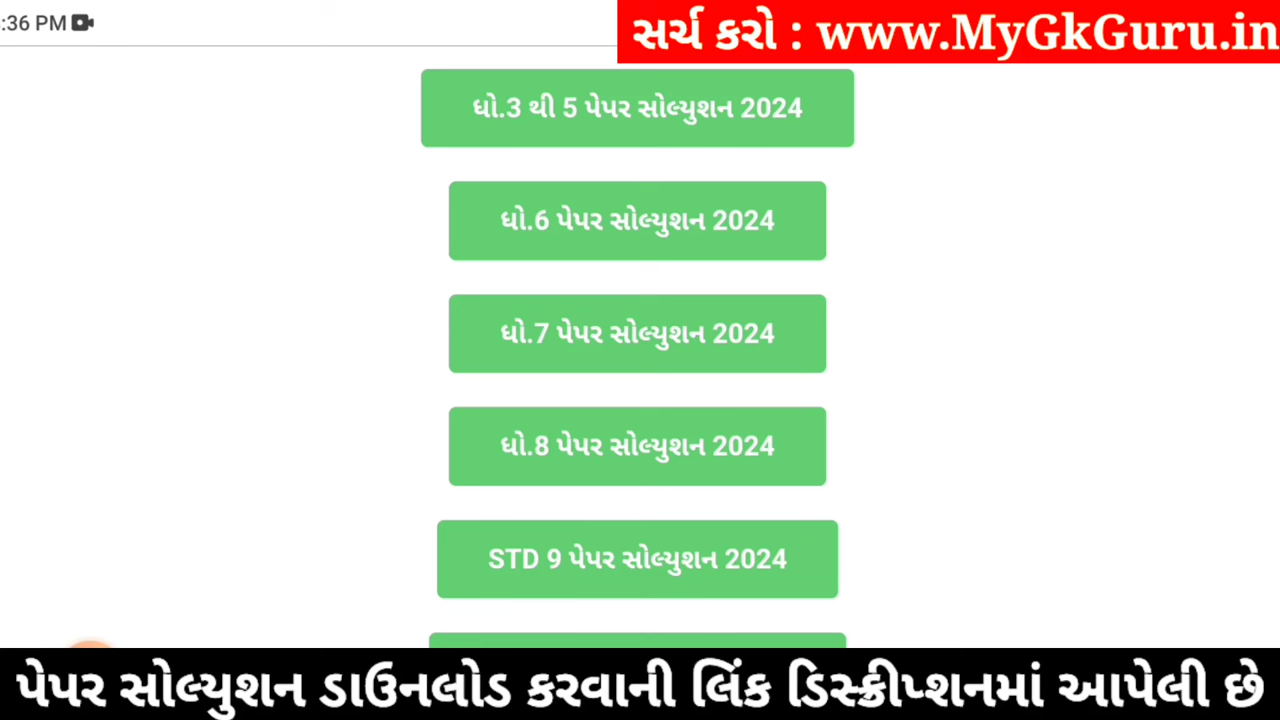 :36 PM
સર્ચ કરો : www.MyGkGuru.in
ધો.3 થી 5 પેપર સોલ્યુશન 2024
ધો.6 પેપર સોલ્યુશન 2024
ધો.7 પેપર સોલ્યુશન 2024
ધો.8 પેપર સોલ્યુશન 2024
STD 9 પેપર સોલ્યુશન 2024
પેપર સોલ્યુશન ડાઉનલોડ કરવાની લિંક ડિસ્ક્રીપ્શનમાં આપેલી છે